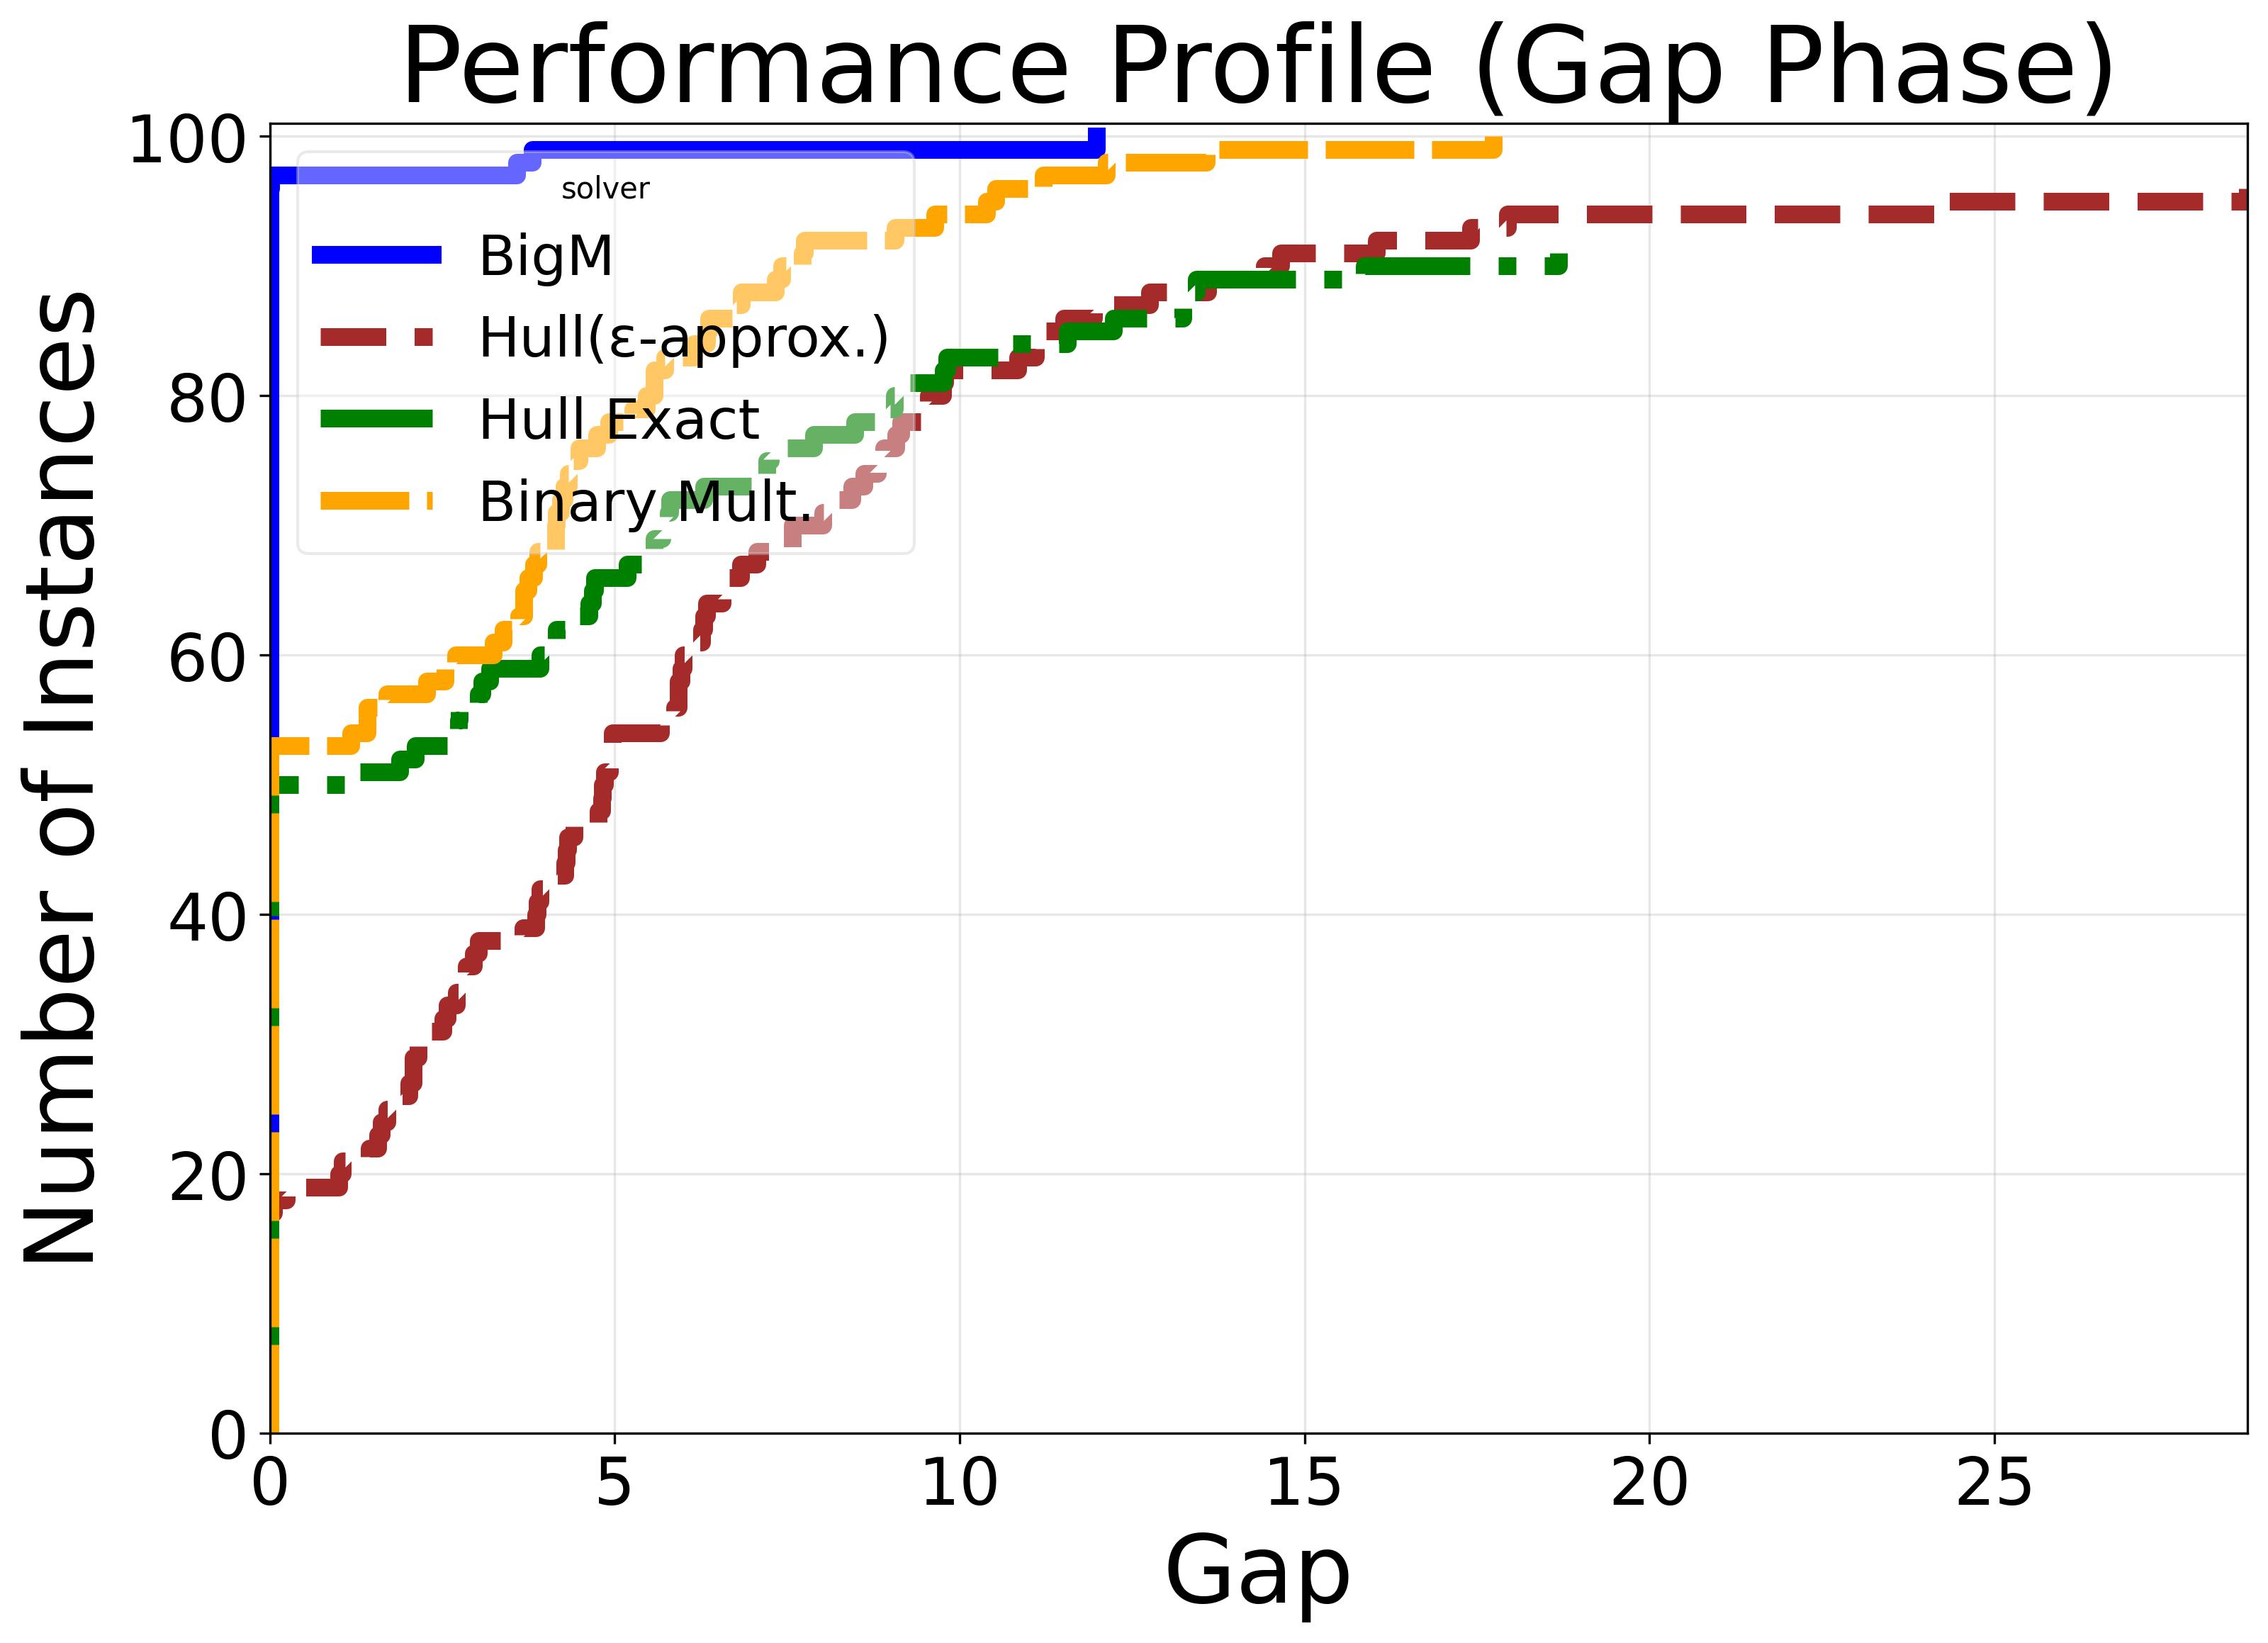 Performance Profile (Gap Phase)
Number of Instances
100
80
60
40
20
0
solver
BigM
Hull(ε-approx.)
Hull Exact
Binary Mult.
0 5 10 15 20 25
Gap